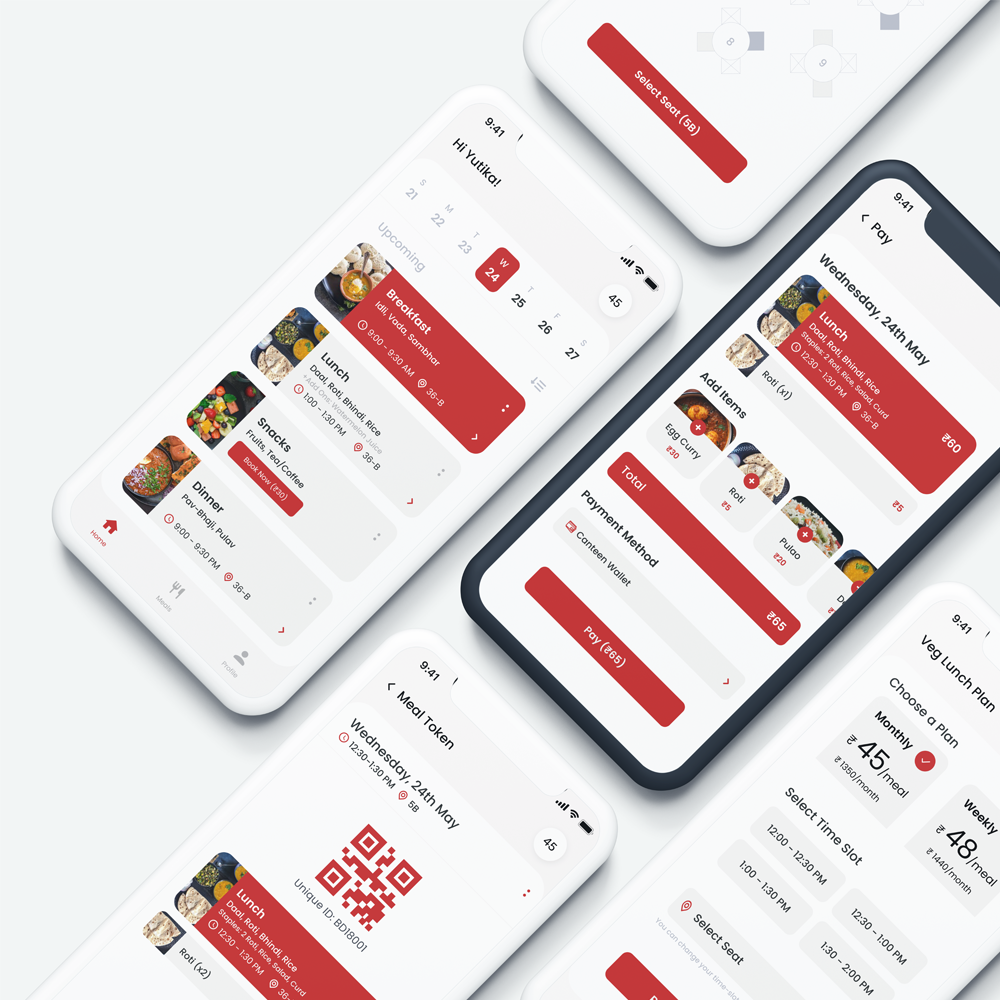 8
9
Select Seat (5B)
9:41
Hi Yutika!
45
S
M
T
W
T
F
S
21
22
23
24
25
26
27
Upcoming
Breakfast
Idli, Vada, Sambhar
9:00 - 9:30 AM
36-B
Lunch
Daal, Roti, Bhindi, Rice
+Add Ons: Watermelon Juice
1:00 - 1:30 PM
36-B
Snacks
Fruits, Tea/Coffee
Book Now (₹30)
Dinner
Pav-Bhaji, Pulav
9:00 - 9:30 PM
36-B
Home
Meals
Profile
9:41
Pay
Wednesday, 24th May
Lunch
Daal, Roti, Bhindi, Rice
Staples: 2 Roti, Rice, Salad, Curd
12:30 - 1:30 PM
36-B
₹60
Roti (x1)
₹5
Add Items
Egg Curry
₹30
Roti
₹5
Pulao
₹20
Total
₹65
Payment Method
Canteen Wallet
Pay (₹65)
9:41
Meal Token
45
Wednesday, 24th May
12:30-1:30 PM
5B
Unique ID: BD18001
Lunch
Daal, Roti, Bhindi, Rice
Staples: 2 Roti, Rice, Salad, Curd
12:30 - 1:30 PM
Roti (x2)
9:41
Veg Lunch Plan
Choose a Plan
Monthly
₹45/meal
₹1350/month
Weekly
₹48/meal
₹1440/month
Select Time Slot
12:00 - 12:30 PM
12:30 - 1:00 PM
1:00 - 1:30 PM
1:30 - 2:00 PM
Select Seat
You can change your time-slot